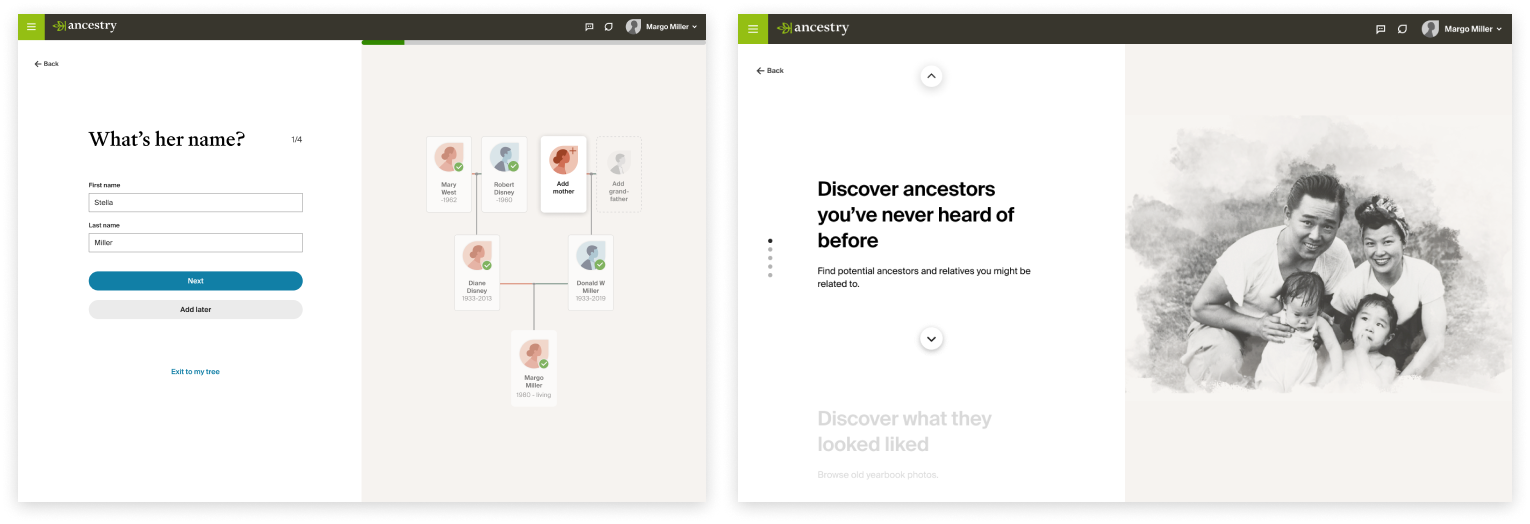 ancestry
Margo Miller
Back
What's her name?
1/4
First name
Stella
Last name
Miller
Next
Add later
Exit to my tree
Mary
West
-1962
Robert
Disney
-1960
Add
mother
Add
grand-
father
Diane
Disney
1933-2013
Donald W
Miller
1933-2019
Margo
Miller
1980 - living
ancestry
Margo Miller
Back
Discover ancestors
you've never heard of
before
Find potential ancestors and relatives you might be
related to.
Discover what they
looked liked
Browse old yearbook photos.